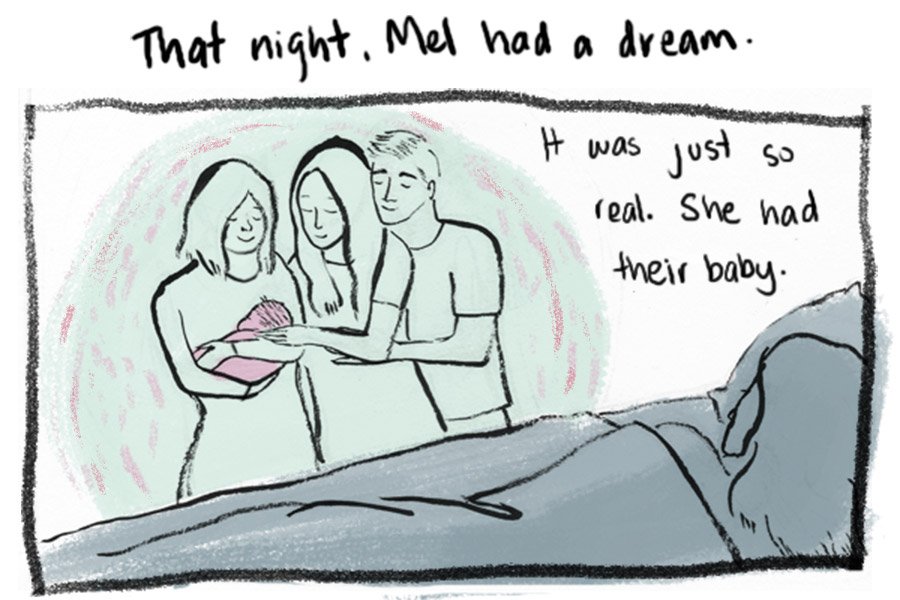 That night, Mel had a dream.
It was just so
real. She had
their baby.